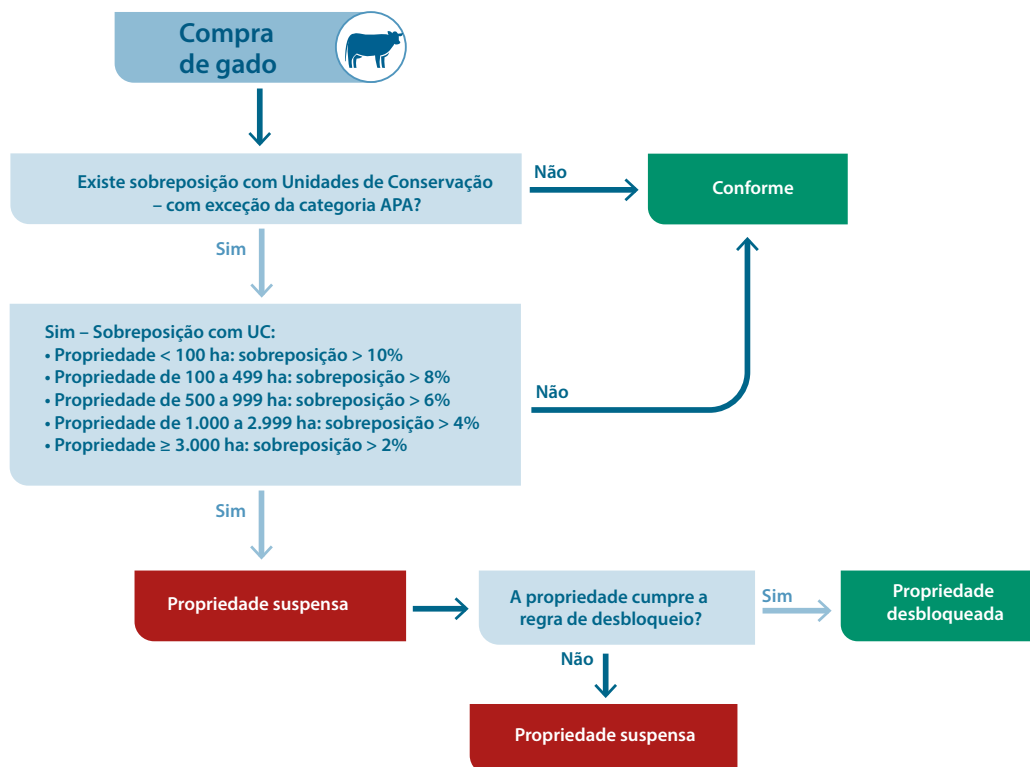 Compra
de gado
Existe sobreposição com Unidades de Conservação
– com exceção da categoria APA?
Não
Conforme
Sim
Sim – Sobreposição com UC:
• Propriedade < 100 ha: sobreposição > 10%
• Propriedade de 100 a 499 ha: sobreposição > 8%
• Propriedade de 500 a 999 ha: sobreposição > 6%
• Propriedade de 1.000 a 2.999 ha: sobreposição > 4%
• Propriedade ≥ 3.000 ha: sobreposição > 2%
Não
Sim
Propriedade suspensa
A propriedade cumpre a
regra de desbloqueio?
Sim
Propriedade
desbloqueada
Não
Propriedade suspensa